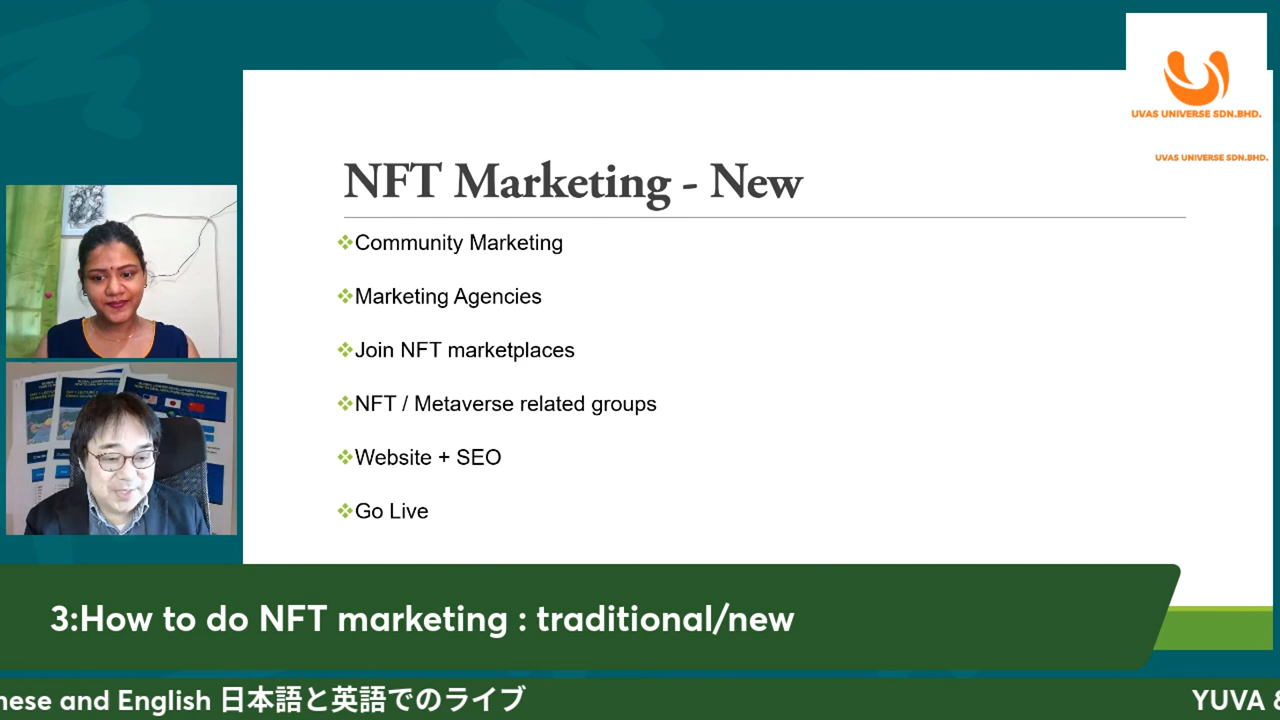 UVAS UNIVERSE SDN.BHD.
UVAS UNIVERSE SDN.BHD.
NFT Marketing - New
Community Marketing
Marketing Agencies
Join NFT marketplaces
NFT / Metaverse related groups
Website + SEO
Go Live
3:How to do NFT marketing : traditional/new
nese and English 日本語と英語でのライブ
YUVA &